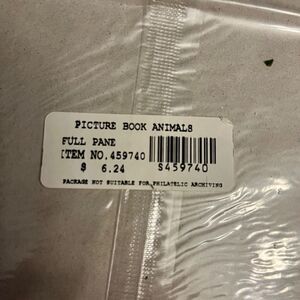 PICTURE BOOK ANIMALS
FULL PANE
ITEM NO.459740
$ 6.24
S459740
PACKAGE NOT SUITABLE FOR PHILATELIC ARCHIVING